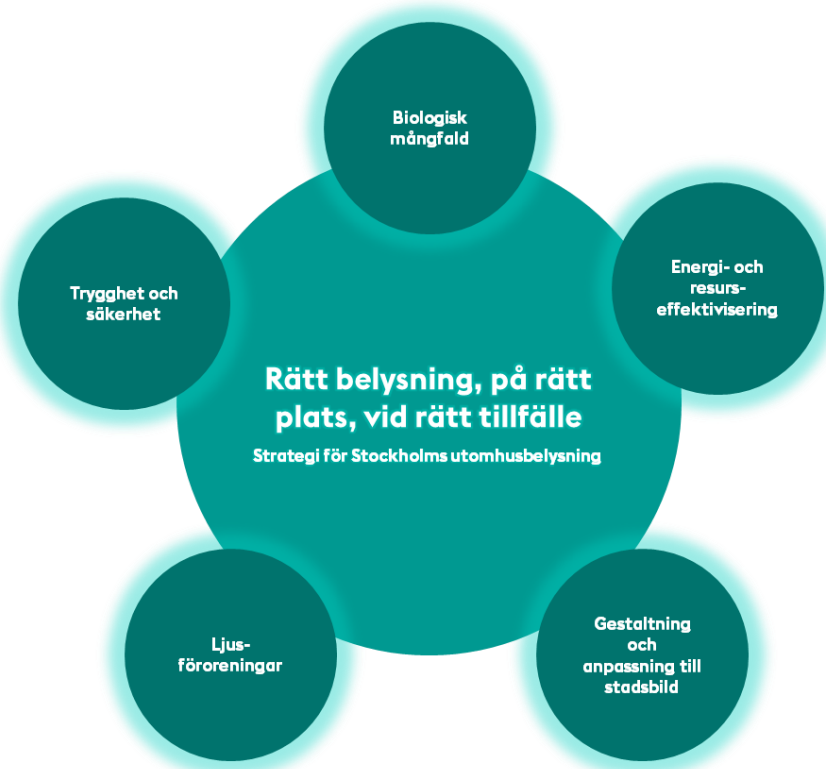 Biologisk
mångfald
Energi- och
resurs-
effektivisering
Trygghet och
säkerhet
Rätt belysning, på rätt
plats, vid rätt tillfälle
Strategi för Stockholms utomhusbelysning
Gestaltning
och
anpassning till
stadsbild
Ljus-
föroreningar